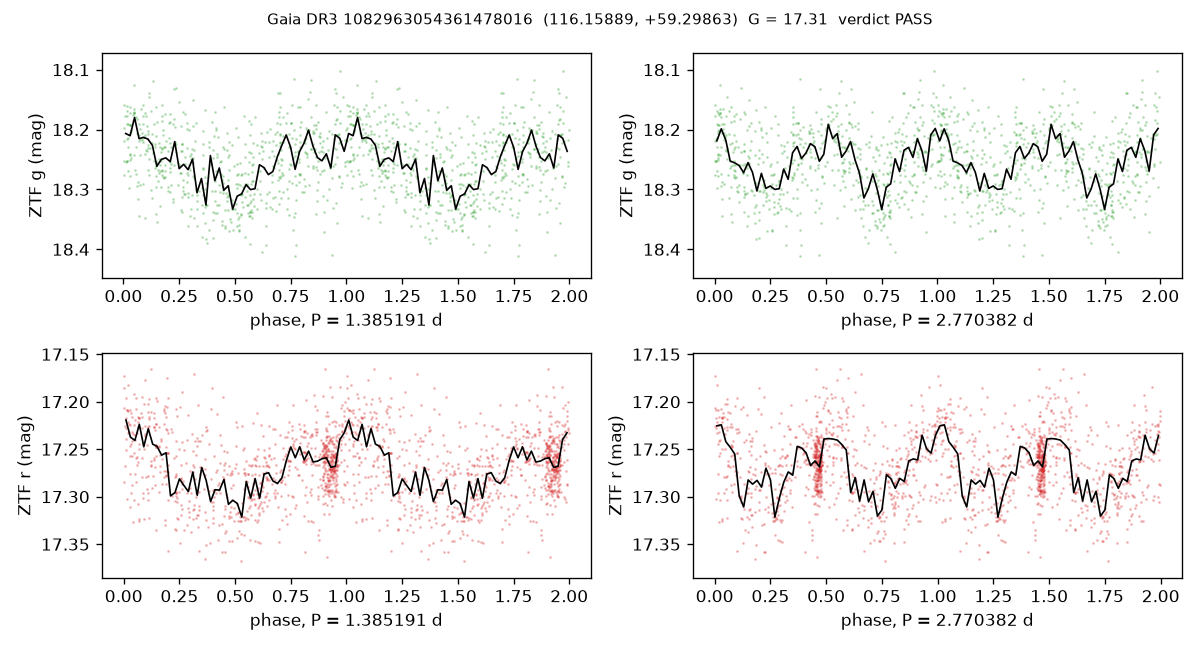 Gaia DR3 1082963054361478016 (116.15889, +59.29863) G = 17.31 verdict PASS
18.1
18.2
18.3
18.4
ZTF g (mag)
0.00 0.25 0.50 0.75 1.00 1.25 1.50 1.75 2.00
phase, P = 1.385191 d
18.1
18.2
18.3
18.4
ZTF g (mag)
0.00 0.25 0.50 0.75 1.00 1.25 1.50 1.75 2.00
phase, P = 2.770382 d
17.15
17.20
17.25
17.30
17.35
ZTF r (mag)
0.00 0.25 0.50 0.75 1.00 1.25 1.50 1.75 2.00
phase, P = 1.385191 d
17.15
17.20
17.25
17.30
17.35
ZTF r (mag)
0.00 0.25 0.50 0.75 1.00 1.25 1.50 1.75 2.00
phase, P = 2.770382 d